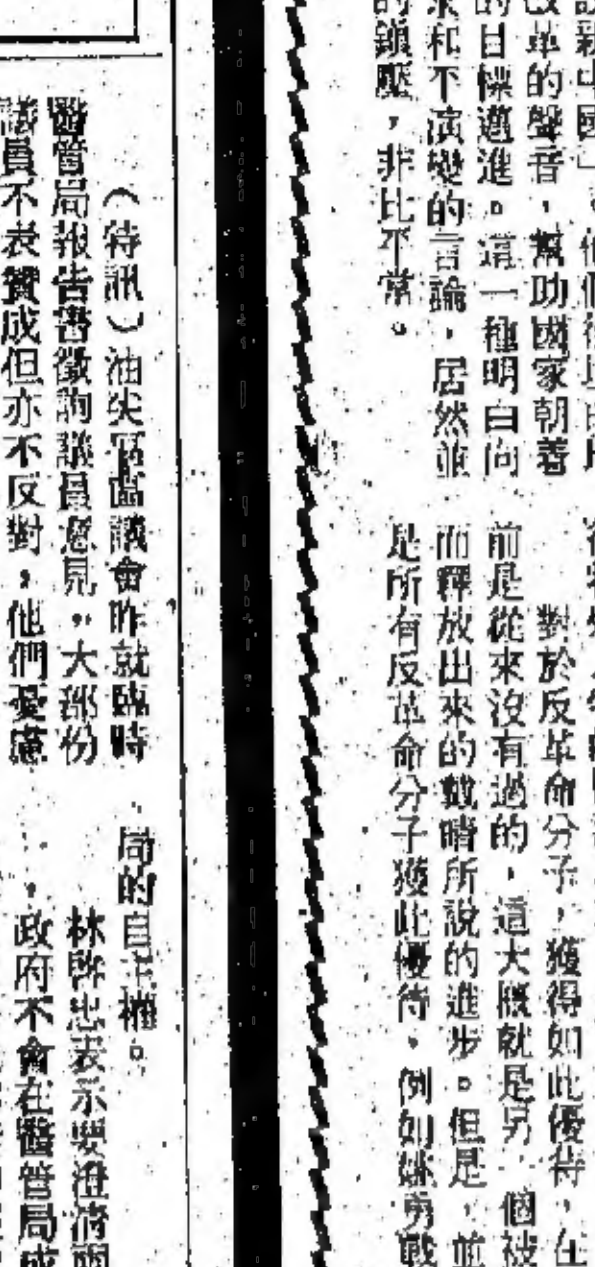 改革的聲音，幫助國家朝着
的目標邁進。這一種明白向
求和不演變的言論，居然並
的鎮壓，非比不常。
對於反革命分子，獲得如此優待，在
前是從來沒有過的，這大概就是另一個被
而釋放出來的戴晴所說的進步。但是，並
是所有反革命分子獲此優待，例如姚勇戰
（特訊）油尖區區議會昨就臨時
醫管局報告書徵詢議員意見，大部份
議員不表贊成但亦不反對，他們憂慮
局的自主權。
表示要澄清兩
政府不會在醫管局成